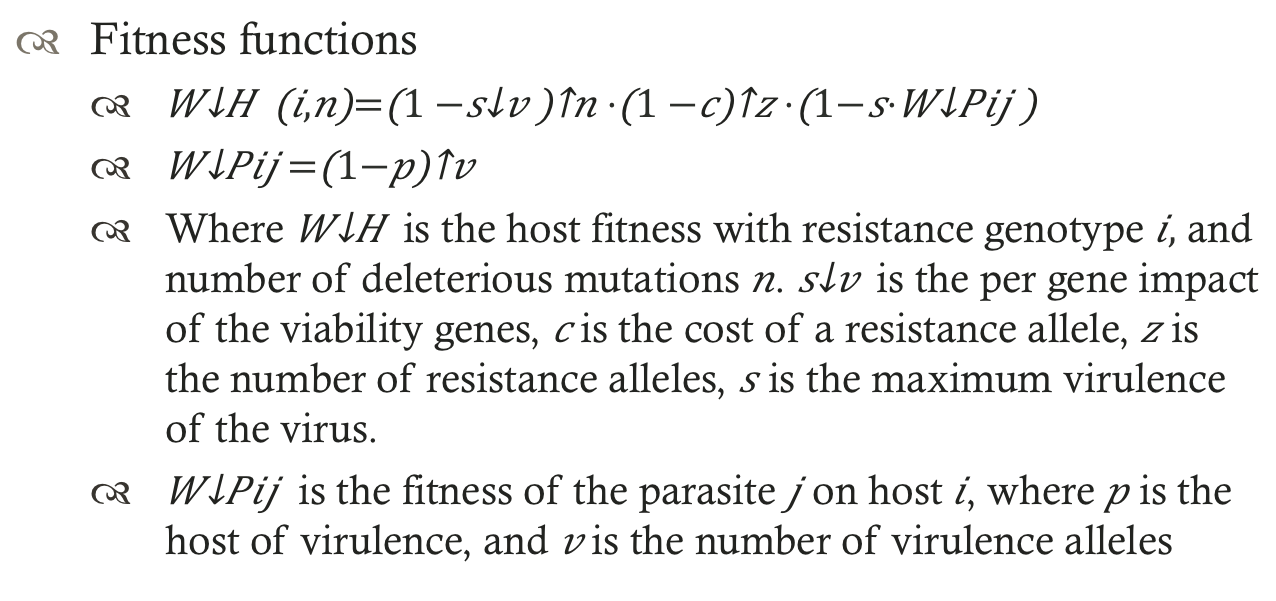 Fitness functions
W↓H (i,n)=(1 −s↓v )↑n ·(1 −c)↑z·(1−s·W↓Pij )
W↓Pij=(1−p)↑v
Where W↓H is the host fitness with resistance genotype i, and
number of deleterious mutations n. s↓v is the per gene impact
of the viability genes, c is the cost of a resistance allele, z is
the number of resistance alleles, s is the maximum virulence
of the virus.
W↓Pij is the fitness of the parasite j on host i, where p is the
host of virulence, and v is the number of virulence alleles